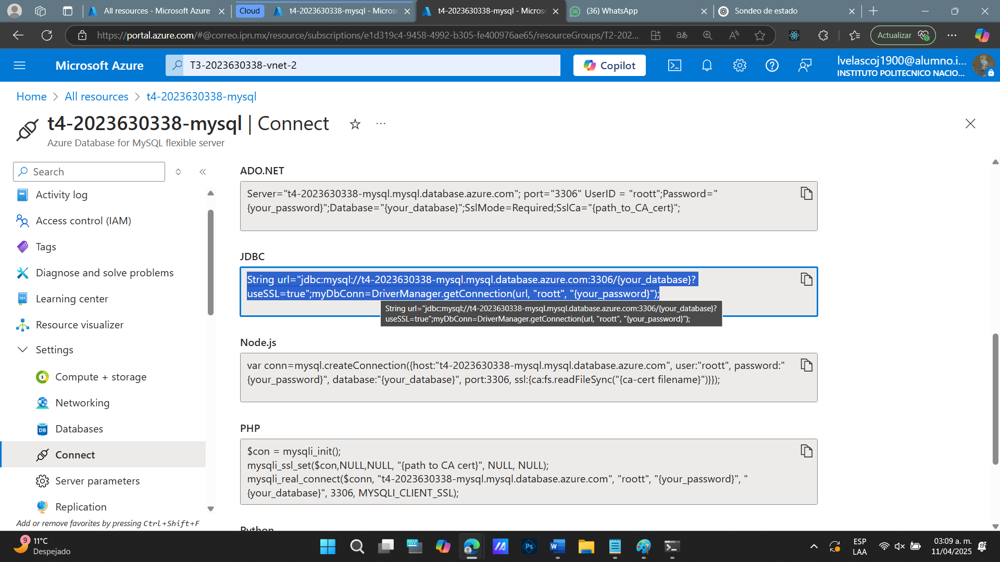 All resources - Microsoft Azure
Cloud
t4-2023630338-mysql - Micros
t4-2023630338-mysql - Micros
(36) WhatsApp
Sondeo de estado
https://portal.azure.com/#@correo.ipn.mx/resource/subscriptions/e1d319c4-9458-4992-b305-fe400976ae65/resourceGroups/T2-202...
Actualizar
Microsoft Azure
T3-2023630338-vnet-2
Copilot
lvelascoj1900@alumno.i...
INSTITUTO POLITECNICO NACIO...
Home > All resources > t4-2023630338-mysql
t4-2023630338-mysql | Connect
Azure Database for MySQL flexible server
Search
Activity log
Access control (IAM)
Tags
Diagnose and solve problems
Learning center
Resource visualizer
Settings
Compute + storage
Networking
Databases
Connect
Server parameters
Replication
Add or remove favorites by pressing Ctrl+Shift+F
ADO.NET
Server="t4-2023630338-mysql.mysql.database.azure.com"; port="3306" UserID = "roott";Password="
{your_password}";Database="{your_database}";SslMode=Required;SslCa="{path_to_CA_cert}";
JDBC
String url="jdbc:mysql://t4-2023630338-mysql.mysql.database.azure.com:3306/{your_database}?
useSSL=true";myDbConn=DriverManager.getConnection(url, "roott", "{your_password}");
String url="jdbc:mysql://t4-2023630338-mysql.mysql.database.azure.com:3306/{your_database}?
useSSL=true";myDbConn=DriverManager.getConnection(url, "roott", "{your_password}");
Node.js
var conn=mysql.createConnection({host:"t4-2023630338-mysql.mysql.database.azure.com", user:"roott", password:"
{your_password}", database:"{your_database}", port:3306, ssl:{ca:fs.readFileSync("{ca-cert filename}")}});
PHP
$con = mysqli_init();
mysqli_ssl_set($con,NULL,NULL, "{path to CA cert}", NULL, NULL);
mysqli_real_connect($conn, "t4-2023630338-mysql.mysql.database.azure.com", "roott", "{your_password}", "
{your_database}", 3306, MYSQLI_CLIENT_SSL);
Python
9
11°C
Despejado
ESP
LAA
03:09 a. m.
11/04/2025